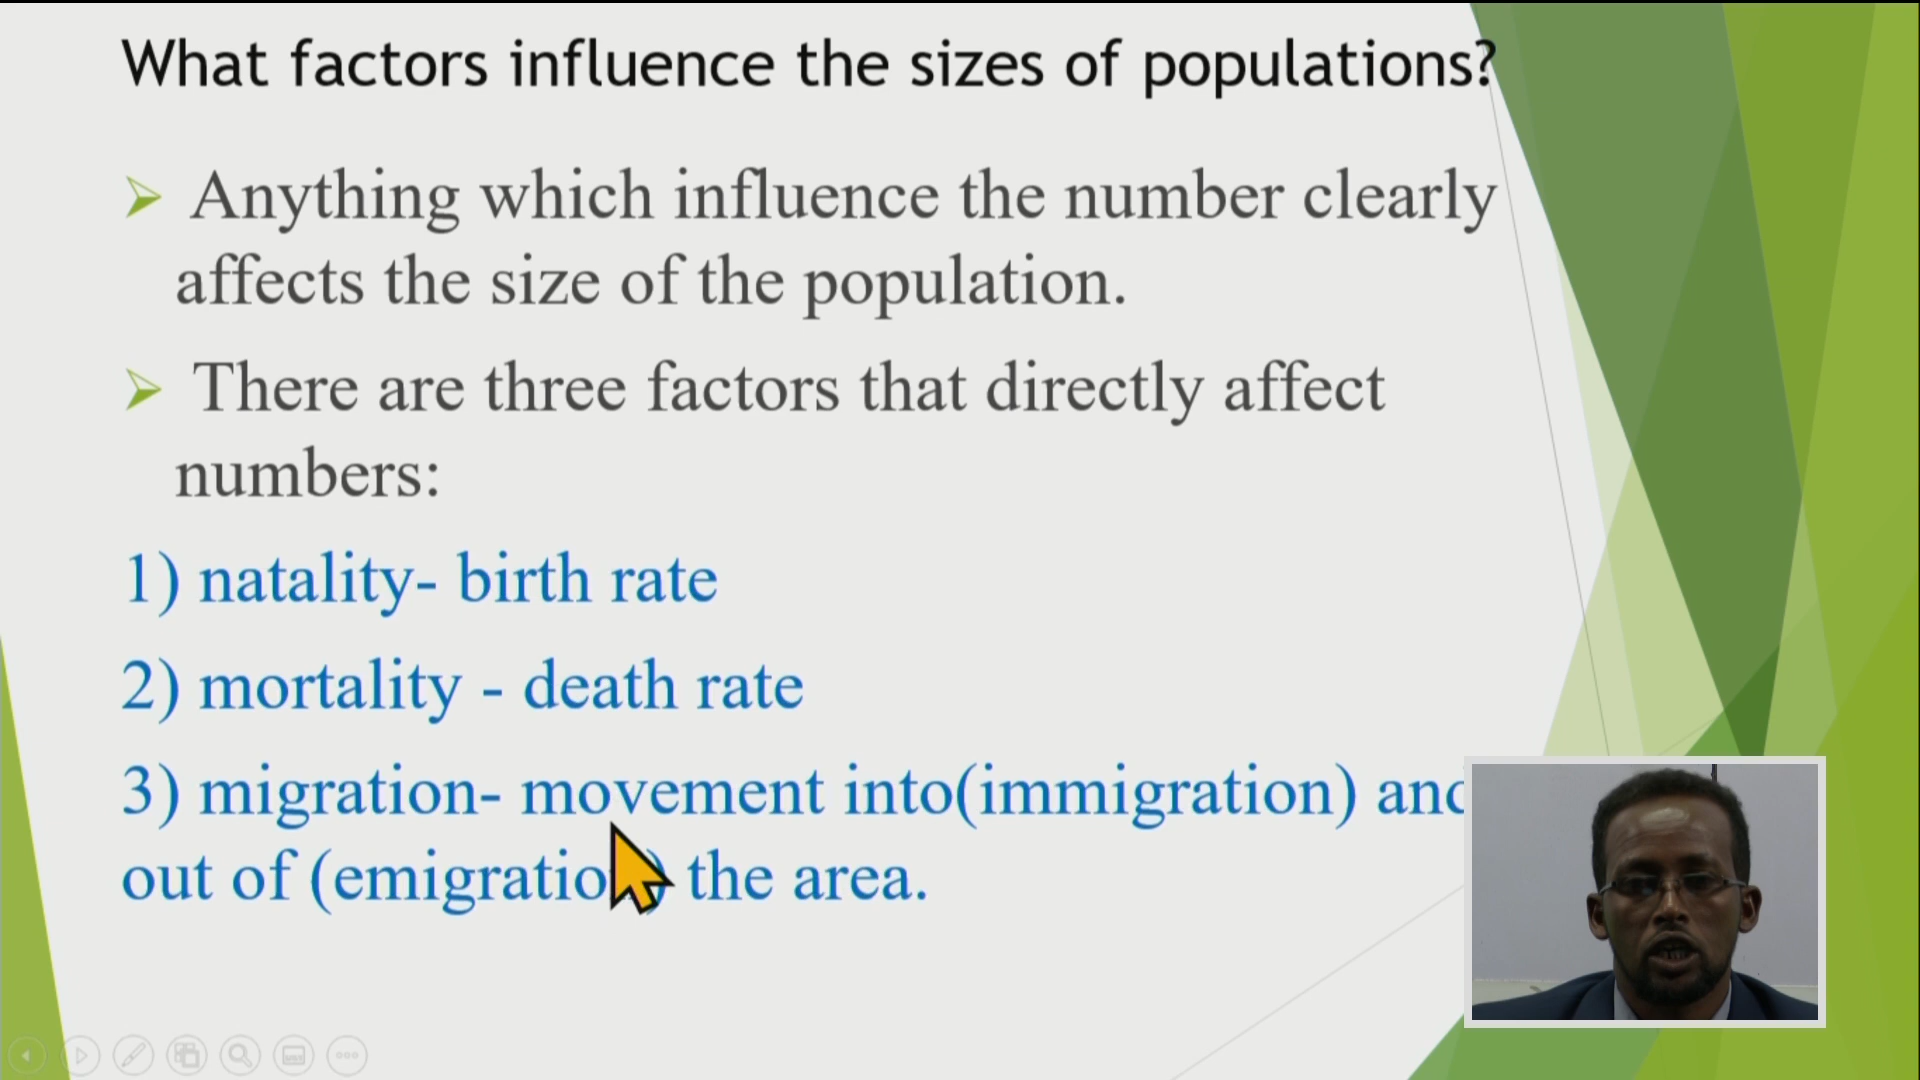 What factors influence the sizes of populations?
Anything which influence the number clearly
affects the size of the population.
There are three factors that directly affect
numbers:
1) natality- birth rate
2) mortality - death rate
3) migration- movement into(immigration) and
out of (emigration) the area.